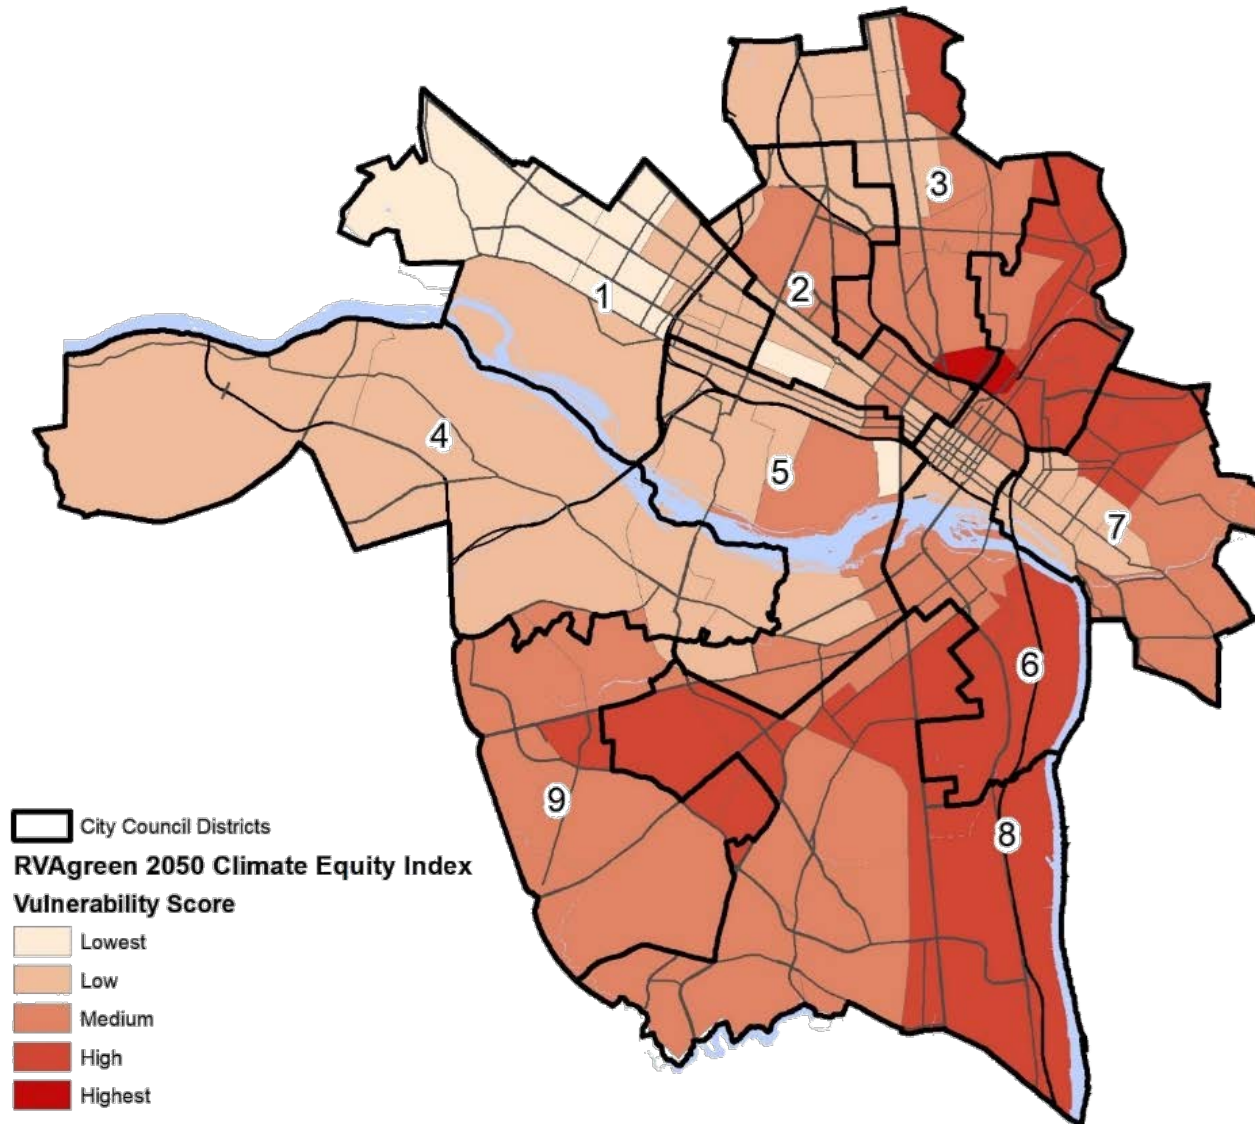 3
2
1
4
5
7
6
9
8
City Council Districts
RVAgreen 2050 Climate Equity Index
Vulnerability Score
Lowest
Low
Medium
High
Highest